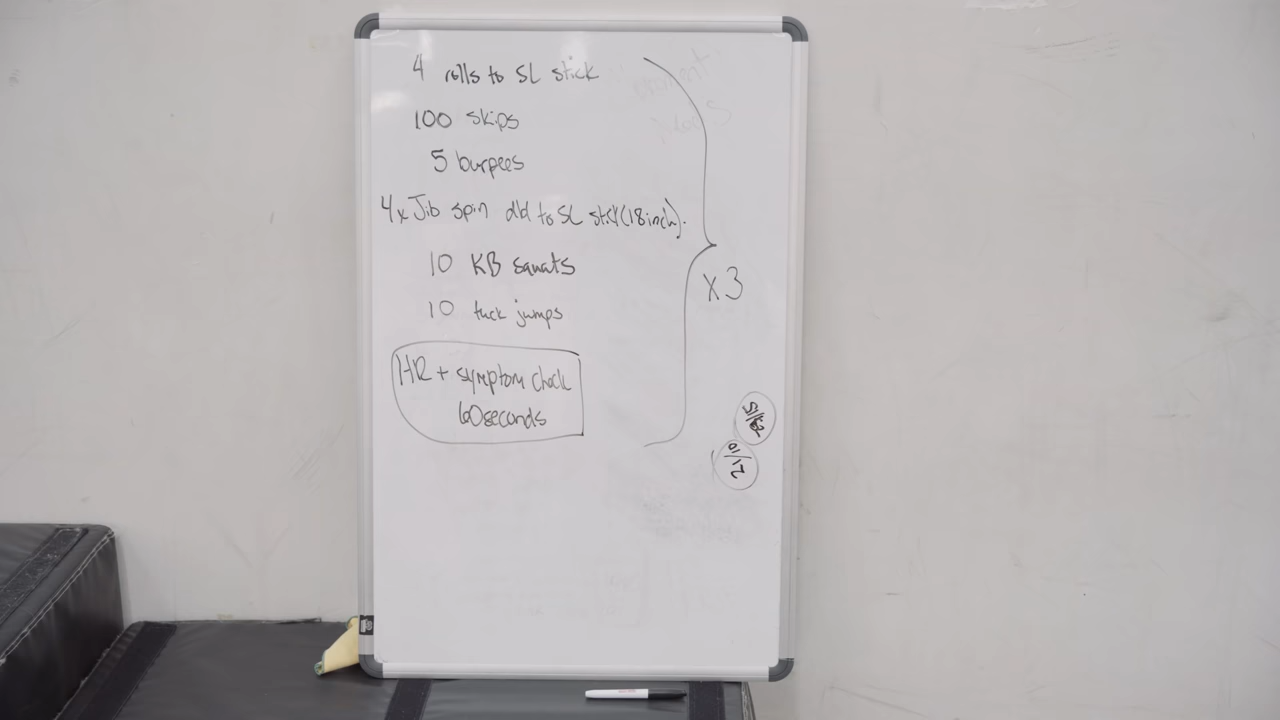 4 rolls to SL stick
100 skips
5 burpees
4x Jib spin dbl to SL stick (18inch).
10 KB squats
10 tuck jumps
HR + symptom check
60seconds
x3